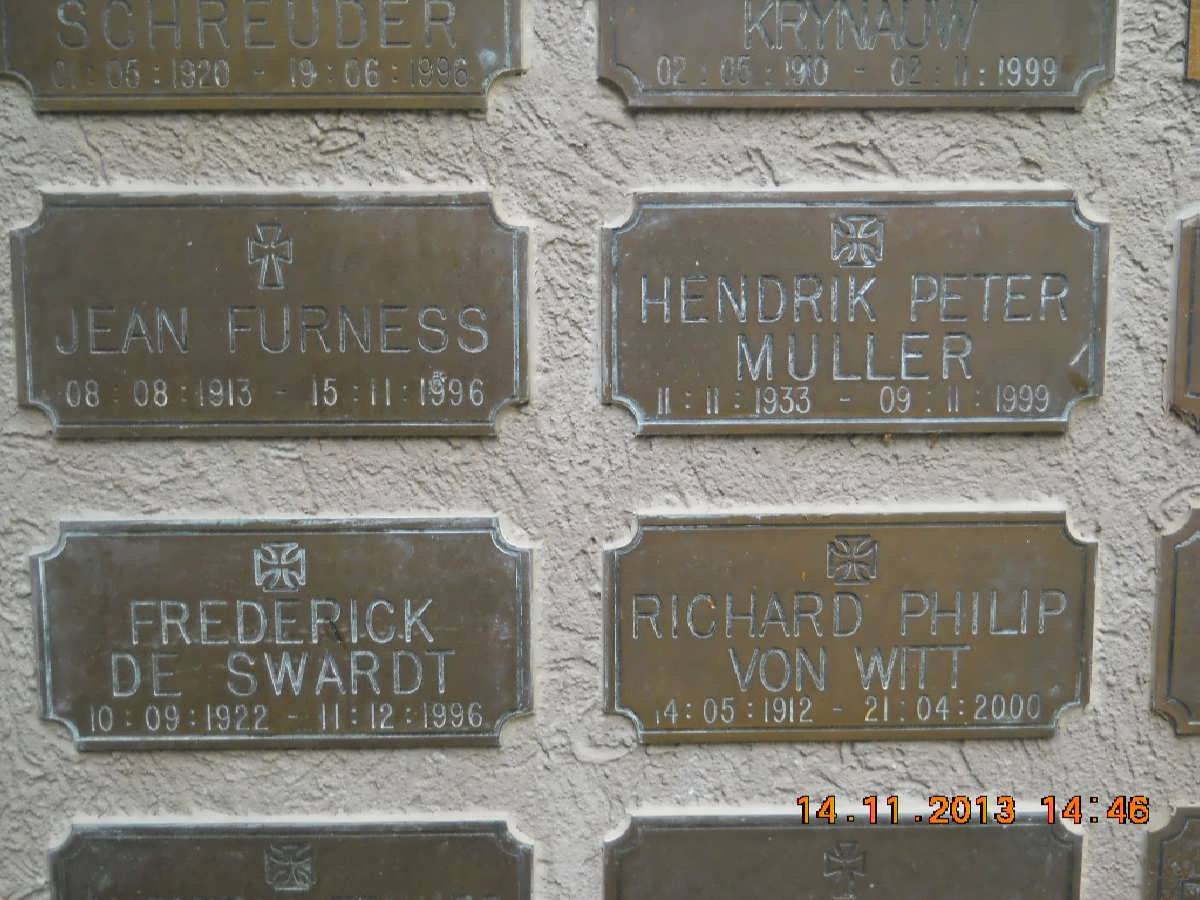 SCHREUDER
01:05:1920 - 19:06:1996
KRYNAUW
02:05:1910 - 02:11:1999
JEAN FURNESS
08:08:1913 - 15:11:1996
HENDRIK PETER
MULLER
11:11:1933 - 09:11:1999
FREDERICK
DE SWARDT
10:09:1922 - 11:12:1996
RICHARD PHILIP
VON WITT
14:05:1912 - 21:04:2000
14.11.2013 14:46